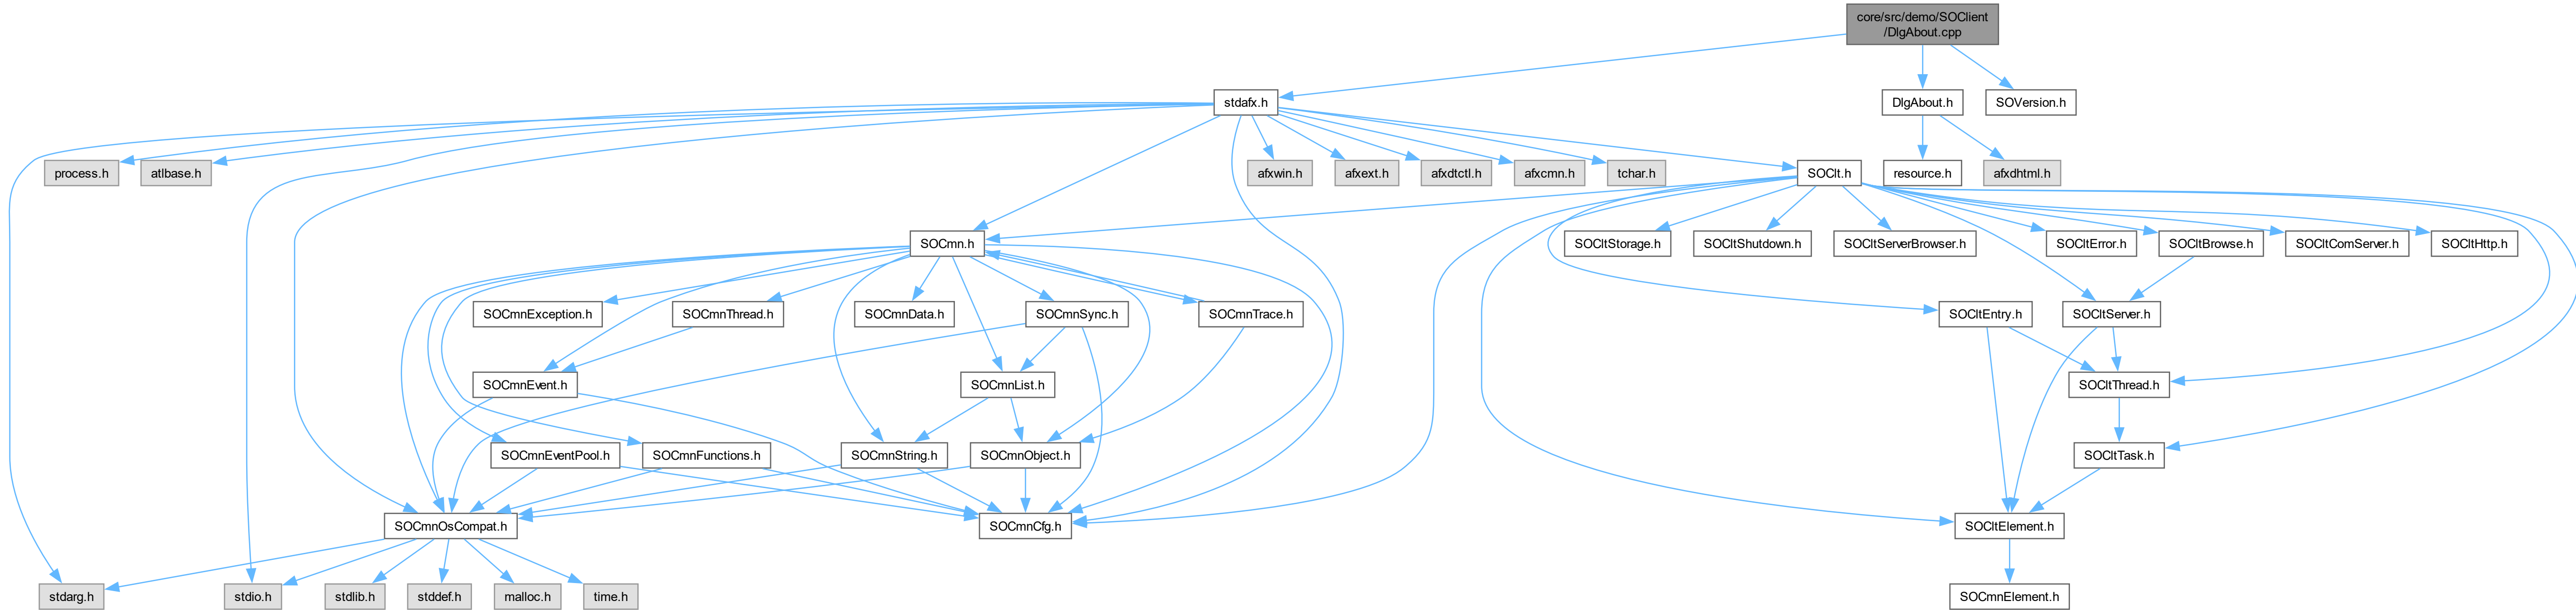 core/src/demo/SOClient
/DlgAbout.cpp
stdafx.h
DlgAbout.h
SOVersion.h
process.h
atlbase.h
afxwin.h
afxext.h
afxdtctl.h
afxcmn.h
tchar.h
SOClt.h
resource.h
afxdhtml.h
SOCmn.h
SOCltStorage.h
SOCltShutdown.h
SOCltServerBrowser.h
SOCltError.h
SOCltBrowse.h
SOCltComServer.h
SOCltHttp.h
SOCmnException.h
SOCmnThread.h
SOCmnData.h
SOCmnSync.h
SOCmnTrace.h
SOCltEntry.h
SOCltServer.h
SOCmnEvent.h
SOCmnList.h
SOCltThread.h
SOCmnEventPool.h
SOCmnFunctions.h
SOCmnString.h
SOCmnObject.h
SOCltTask.h
SOCmnOsCompat.h
SOCmnCfg.h
SOCltElement.h
stdarg.h
stdio.h
stdlib.h
stddef.h
malloc.h
time.h
SOCmnElement.h